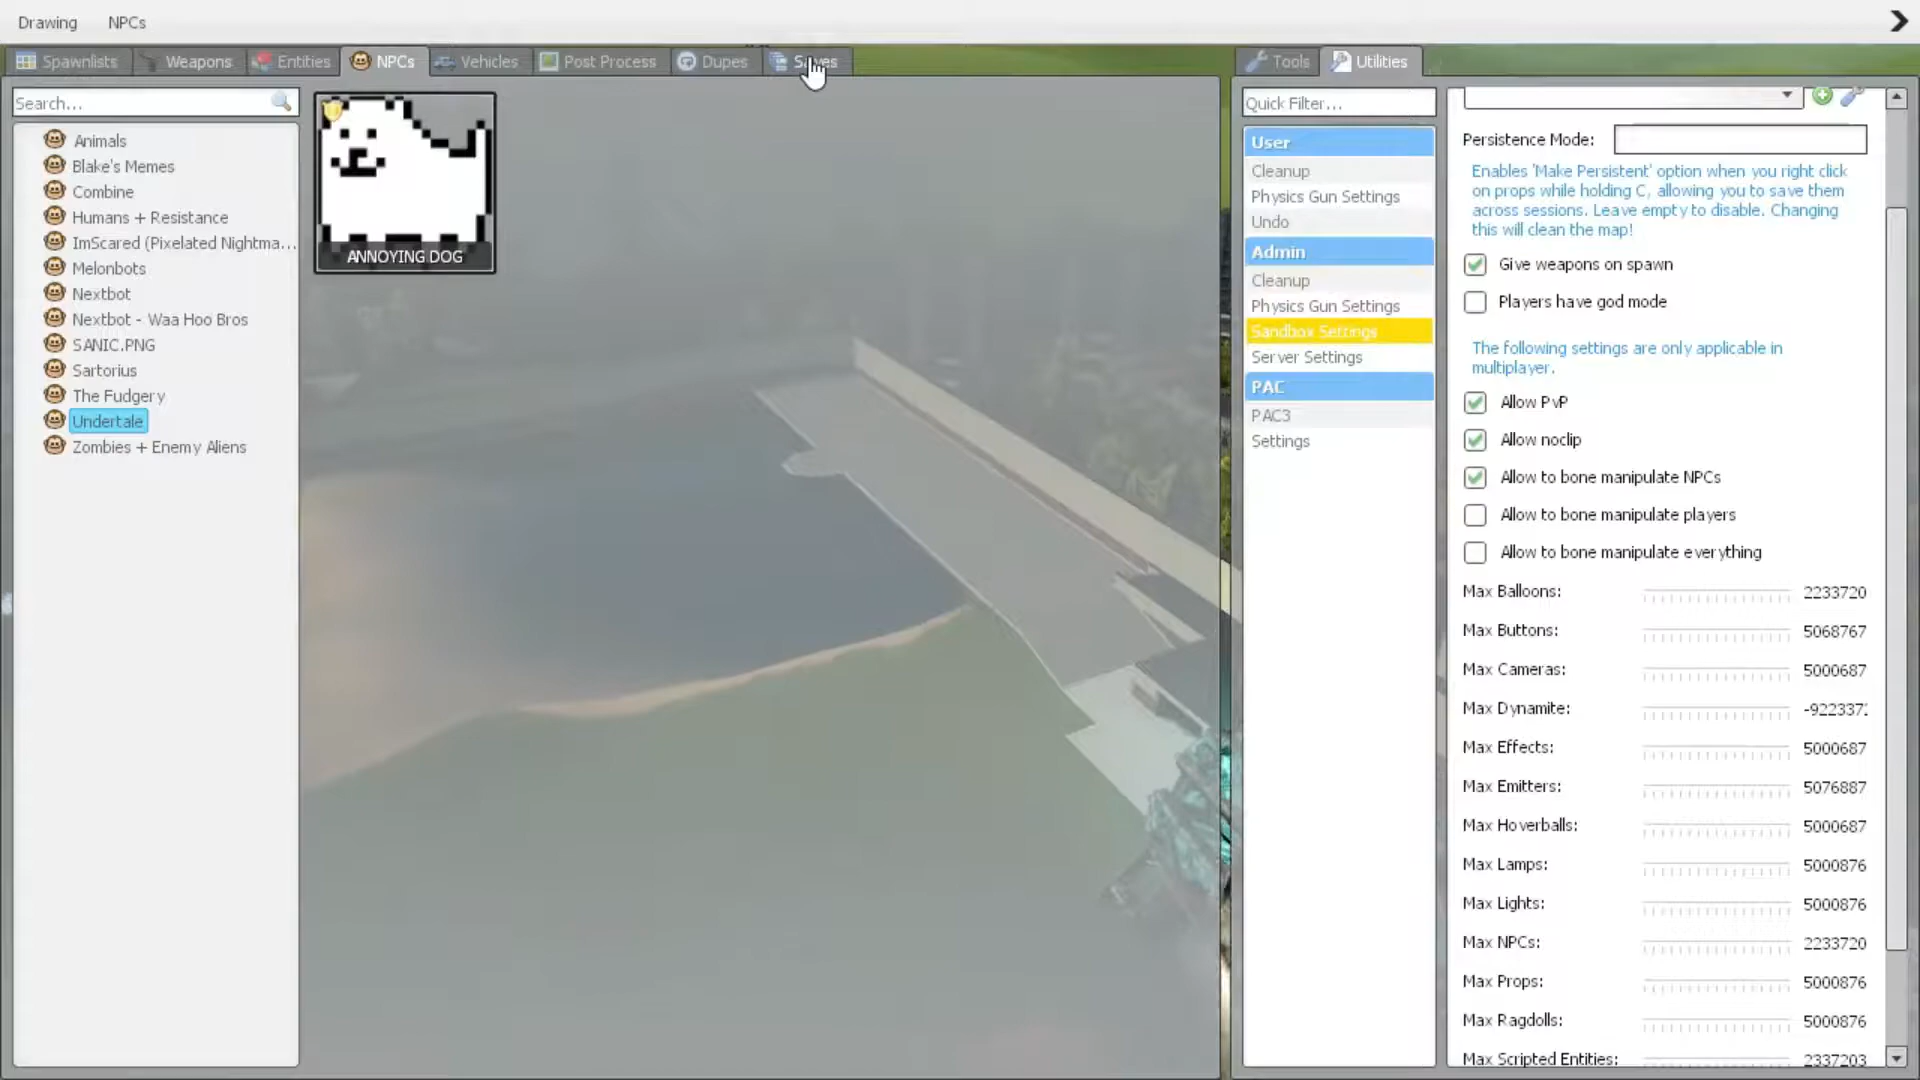 Drawing NPCs
Spawnlists Weapons Entities NPCs Vehicles Post Process Dupes Saves
Search...
Animals
Blake's Memes
Combine
Humans + Resistance
ImScared (Pixelated Nightma...
Melonbots
Nextbot
Nextbot - Waa Hoo Bros
SANIC.PNG
Sartorius
The Fudgery
Undertale
Zombies + Enemy Aliens
ANNOYING DOG
Tools Utilities
Quick Filter...
User
Cleanup
Physics Gun Settings
Undo
Admin
Cleanup
Physics Gun Settings
Sandbox Settings
Server Settings
PAC
PAC3
Settings
Persistence Mode:
Enables 'Make Persistent' option when you right click
on props while holding C, allowing you to save them
across sessions. Leave empty to disable. Changing
this will clean the map!
Give weapons on spawn
Players have god mode
The following settings are only applicable in
multiplayer.
Allow PvP
Allow noclip
Allow to bone manipulate NPCs
Allow to bone manipulate players
Allow to bone manipulate everything
Max Balloons: 2233720
Max Buttons: 5068767
Max Cameras: 5000687
Max Dynamite: -922337
Max Effects: 5000687
Max Emitters: 5076887
Max Hoverballs: 5000687
Max Lamps: 5000876
Max Lights: 5000876
Max NPCs: 2233720
Max Props: 5000876
Max Ragdolls: 5000876
Max Scripted Entities: 2337203